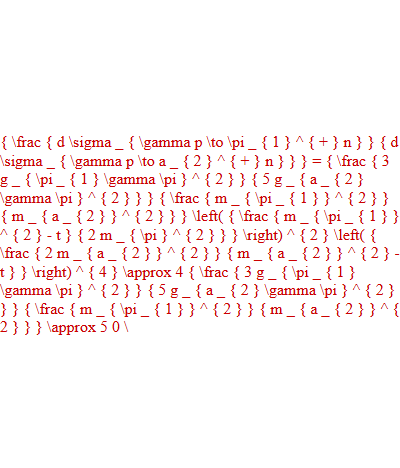 { \frac { d \sigma _ { \gamma p \to \pi _ { 1 } ^ { + } n } } { d
\sigma _ { \gamma p \to a _ { 2 } ^ { + } n } } } = { \frac { 3
g _ { \pi _ { 1 } \gamma \pi } ^ { 2 } } { 5 g _ { a _ { 2 }
\gamma \pi } ^ { 2 } } } { \frac { m _ { \pi _ { 1 } } ^ { 2 } }
{ m _ { a _ { 2 } } ^ { 2 } } } \left( { \frac { m _ { \pi _ { 1 } }
^ { 2 } - t } { 2 m _ { \pi } ^ { 2 } } } \right) ^ { 2 } \left( {
\frac { 2 m _ { a _ { 2 } } ^ { 2 } } { m _ { a _ { 2 } } ^ { 2 } -
t } } \right) ^ { 4 } \approx 4 { \frac { 3 g _ { \pi _ { 1 }
\gamma \pi } ^ { 2 } } { 5 g _ { a _ { 2 } \gamma \pi } ^ { 2 }
} } { \frac { m _ { \pi _ { 1 } } ^ { 2 } } { m _ { a _ { 2 } } ^ {
2 } } } \approx 5 0 \